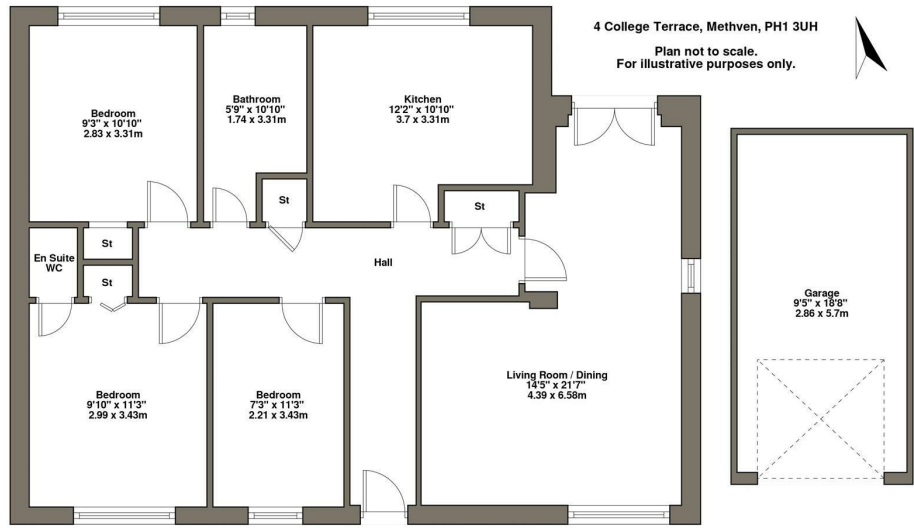 4 College Terrace, Methven, PH1 3UH
Plan not to scale.
For illustrative purposes only.
Bedroom
9'3" x 10'10"
2.83 x 3.31m
Bathroom
5'9" x 10'10"
1.74 x 3.31m
Kitchen
12'2" x 10'10"
3.7 x 3.31m
St
St
En Suite
WC
St
St
Hall
Garage
9'5" x 18'8"
2.86 x 5.7m
Bedroom
9'10" x 11'3"
2.99 x 3.43m
Bedroom
7'3" x 11'3"
2.21 x 3.43m
Living Room / Dining
14'5" x 21'7"
4.39 x 6.58m